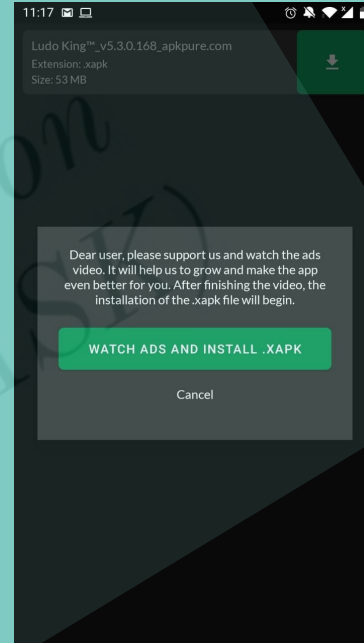 11:17
Ludo King™_v5.3.0.168_apkpure.com
Extension: .xapk
Size: 53 MB
Dear user, please support us and watch the ads
video. It will help us to grow and make the app
even better for you. After finishing the video, the
installation of the .xapk file will begin.
WATCH ADS AND INSTALL .XAPK
Cancel